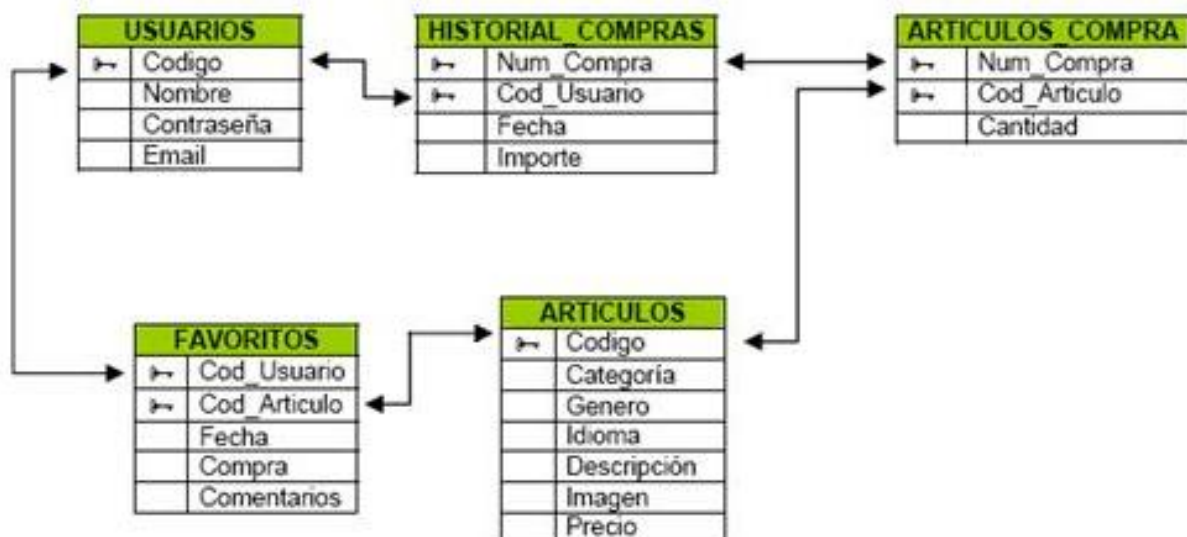 USUARIOS
Codigo
Nombre
Contraseña
Email
HISTORIAL_COMPRAS
Num_Compra
Cod_Usuario
Fecha
Importe
ARTICULOS_COMPRA
Num_Compra
Cod_Articulo
Cantidad
FAVORITOS
Cod_Usuario
Cod_Articulo
Fecha
Compra
Comentarios
ARTICULOS
Codigo
Categoría
Genero
Idioma
Descripción
Imagen
Precio